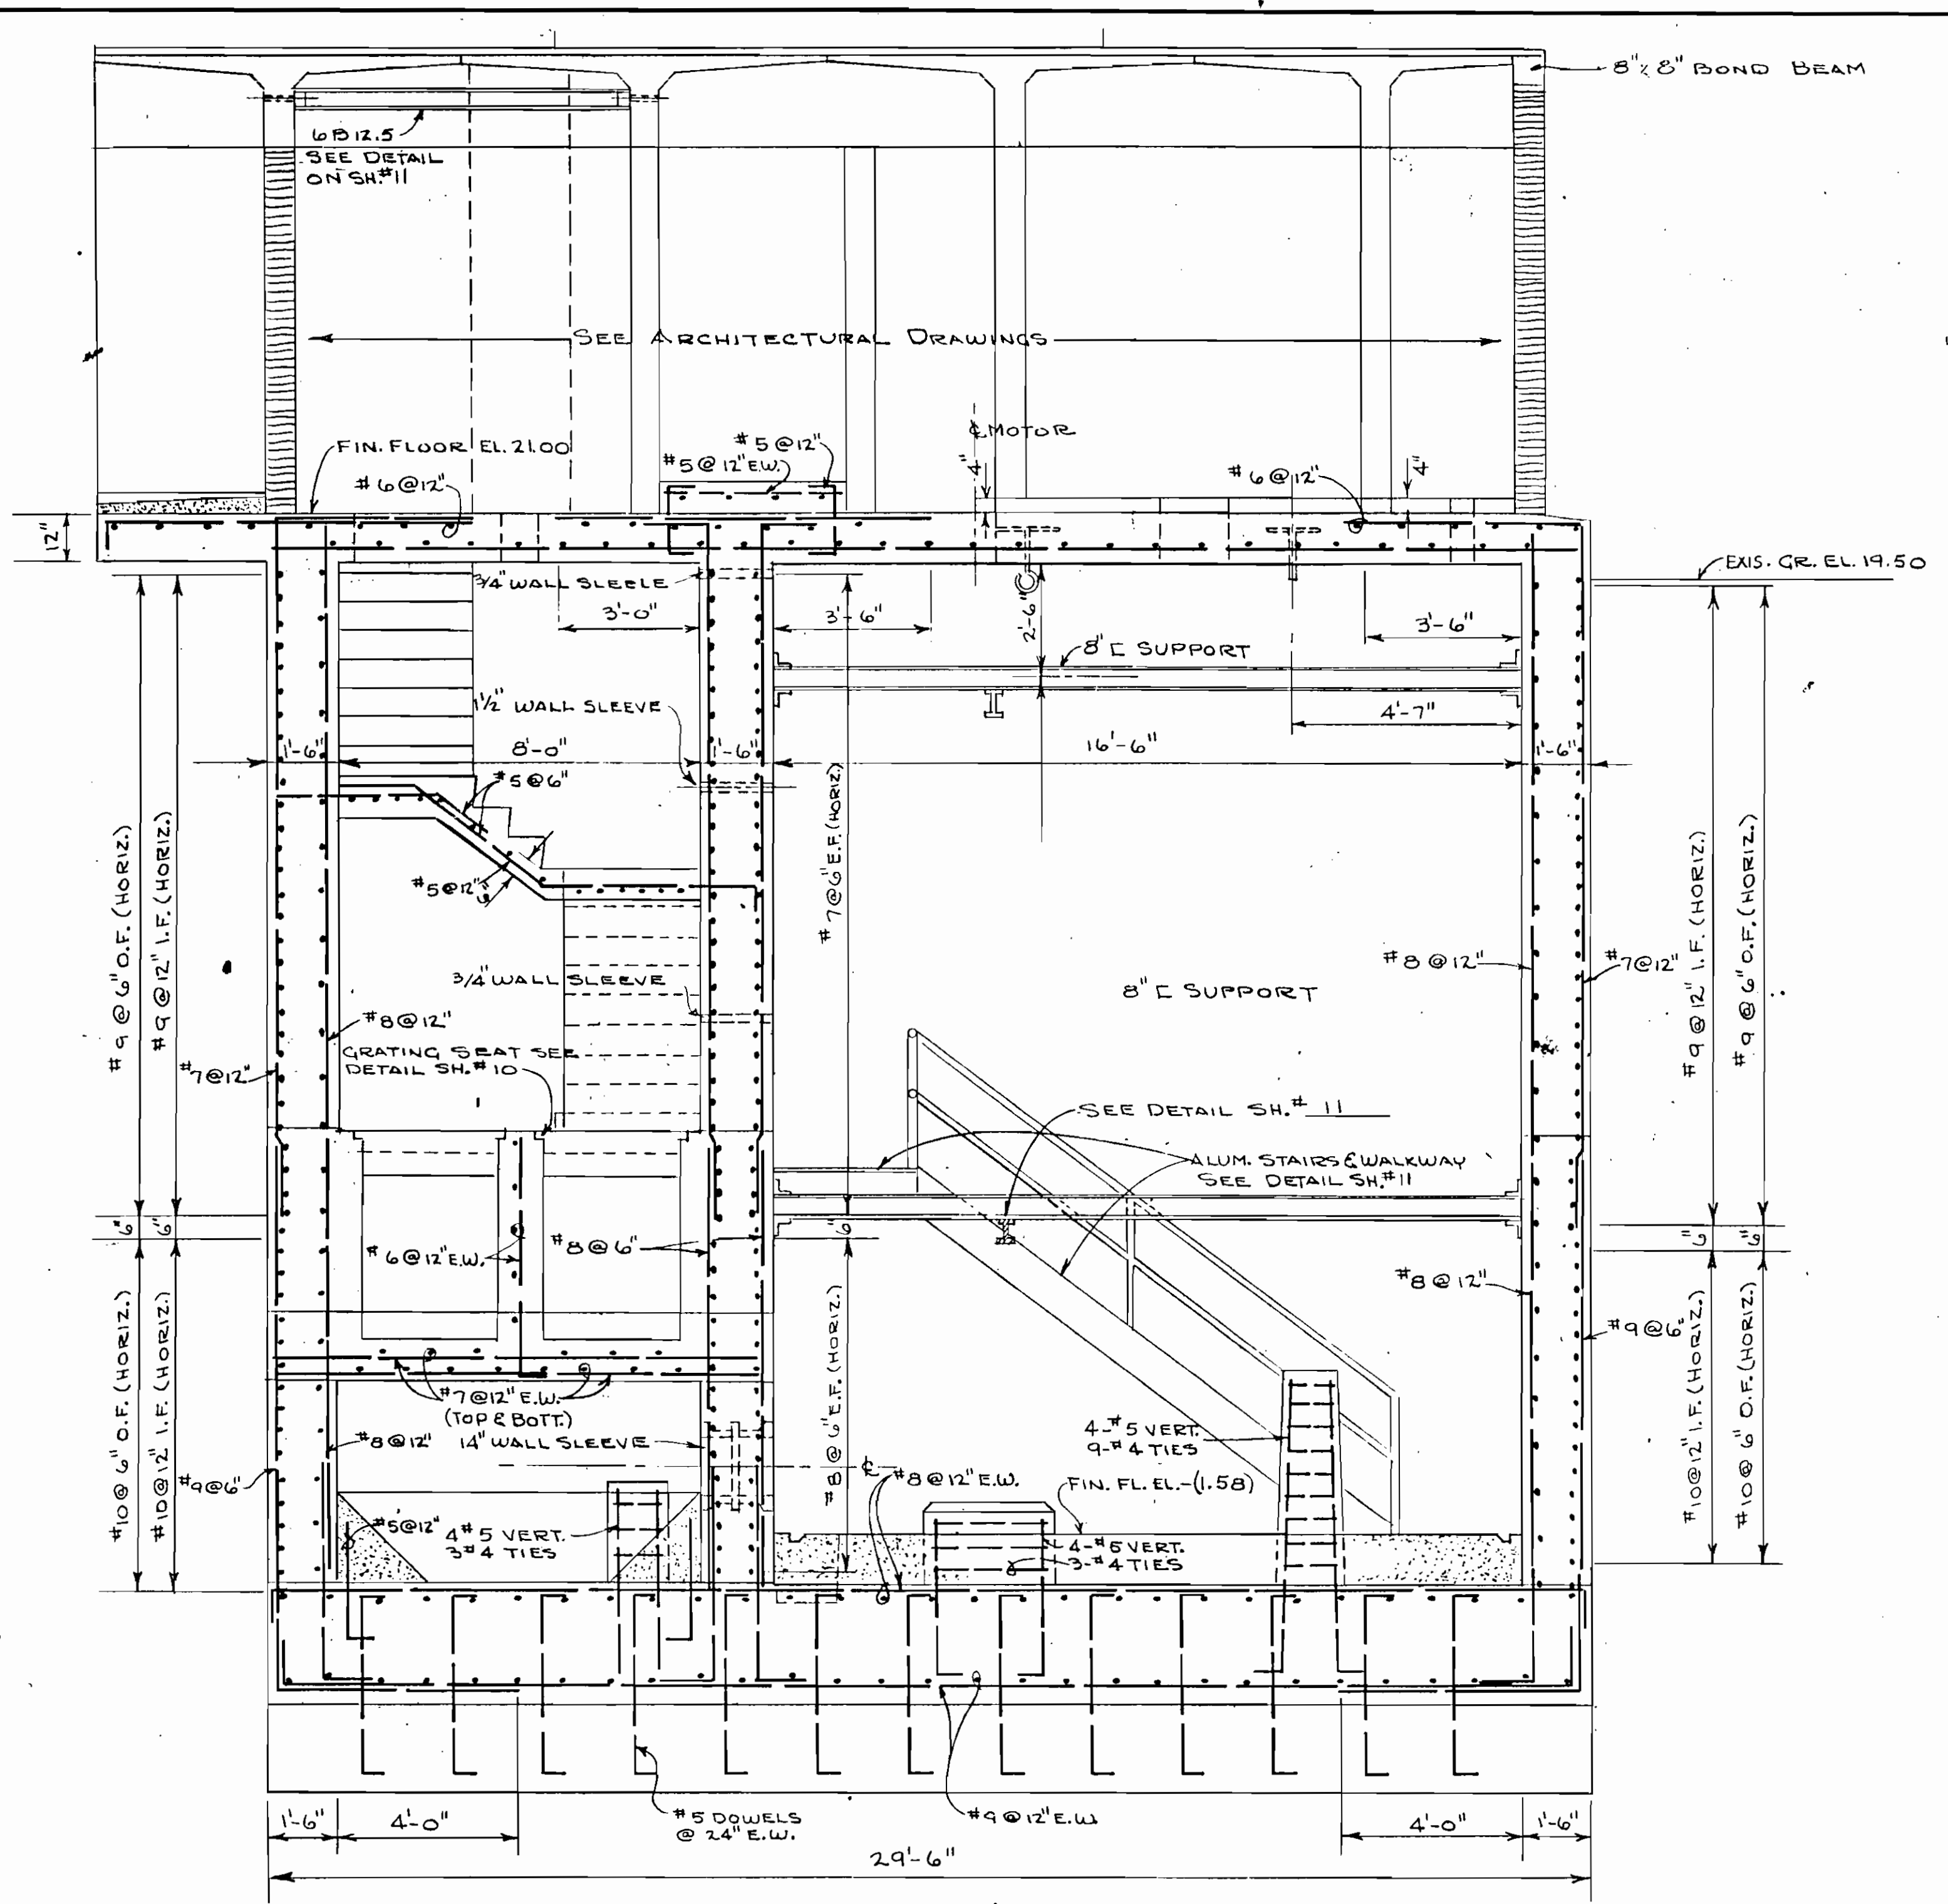 8" x 8" BOND BEAM
6B12.5
SEE DETAIL
ON SH.#11
SEE ARCHITECTURAL DRAWINGS
℄ MOTOR
FIN. FLOOR EL. 21.00
#5@12"
#5@12"E.W.
#6@12"
4"
#6@12"
4"
12"
EXIS. GR. EL. 19.50
3/4" WALL SLEELE
3'-0"
3'-6"
2'-6"
3'-6"
8" [ SUPPORT
1 1/2" WALL SLEEVE
4'-7"
1'-6"
8'-0"
1'-6"
16'-6"
1'-6"
#5@6"
#5@12"
6"
#7@6"E.F.(HORIZ.)
#9@6"O.F.(HORIZ.)
#9@12" I.F.(HORIZ.)
#9@12" I.F.(HORIZ.)
#9@6"O.F.(HORIZ.)
3/4" WALL SLEEVE
8" [ SUPPORT
#8@12"
#7@12"
#8@12"
GRATING SEAT SEE
DETAIL SH.#10
#7@12"
SEE DETAIL SH.# 11
ALUM. STAIRS & WALKWAY
SEE DETAIL SH.#11
6"
6"
6"
6"
6"
#6@12"E.W.
#8@6"
#8@12"
#9@6"
#10@6" O.F.(HORIZ.)
#10@12" I.F.(HORIZ.)
#8@6"E.F.(HORIZ.)
#10@12" I.F.(HORIZ.)
#10@6" O.F.(HORIZ.)
#7@12"E.W.
(TOP & BOTT.)
#8@12"
14" WALL SLEEVE
#9@6"
℄
#8@12"E.W.
4-#5 VERT.
9-#4 TIES
FIN. FL. EL.-(1.58)
#5@12"
4#5 VERT.
3#4 TIES
4-#5 VERT.
3-#4 TIES
#5 DOWELS
@ 24" E.W.
#9@12"E.W.
1'-6"
4'-0"
4'-0"
1'-6"
29'-6"